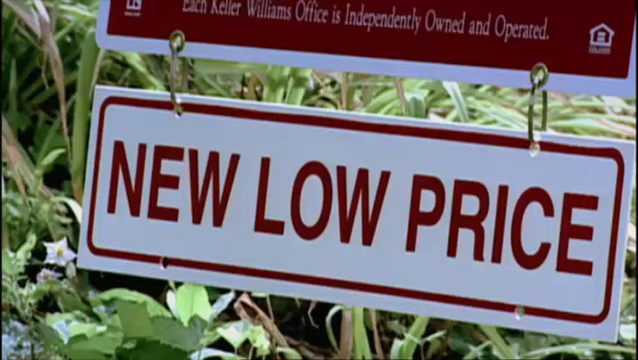 Each Keller Williams Office is Independently Owned and Operated.
NEW LOW PRICE